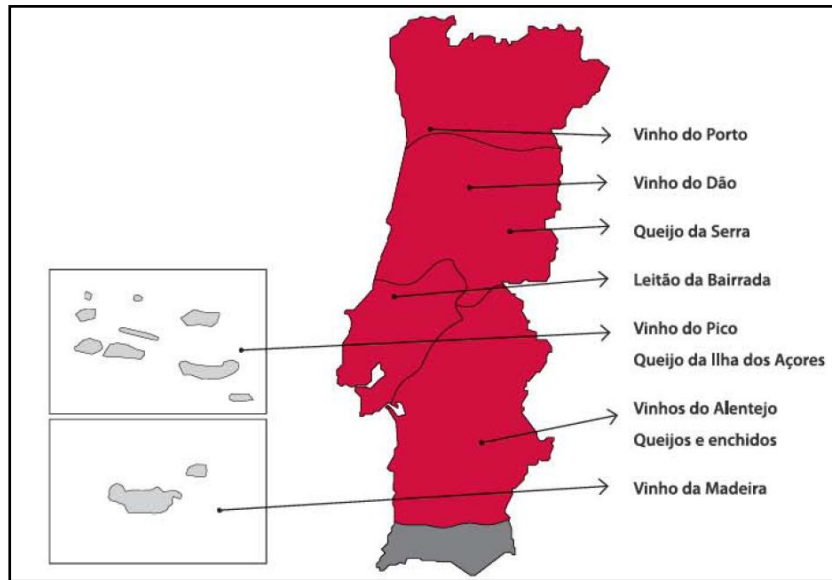 Vinho do Porto
Vinho do Dão
Queijo da Serra
Leitão da Bairrada
Vinho do Pico
Queijo da Ilha dos Açores
Vinhos do Alentejo
Queijos e enchidos
Vinho da Madeira